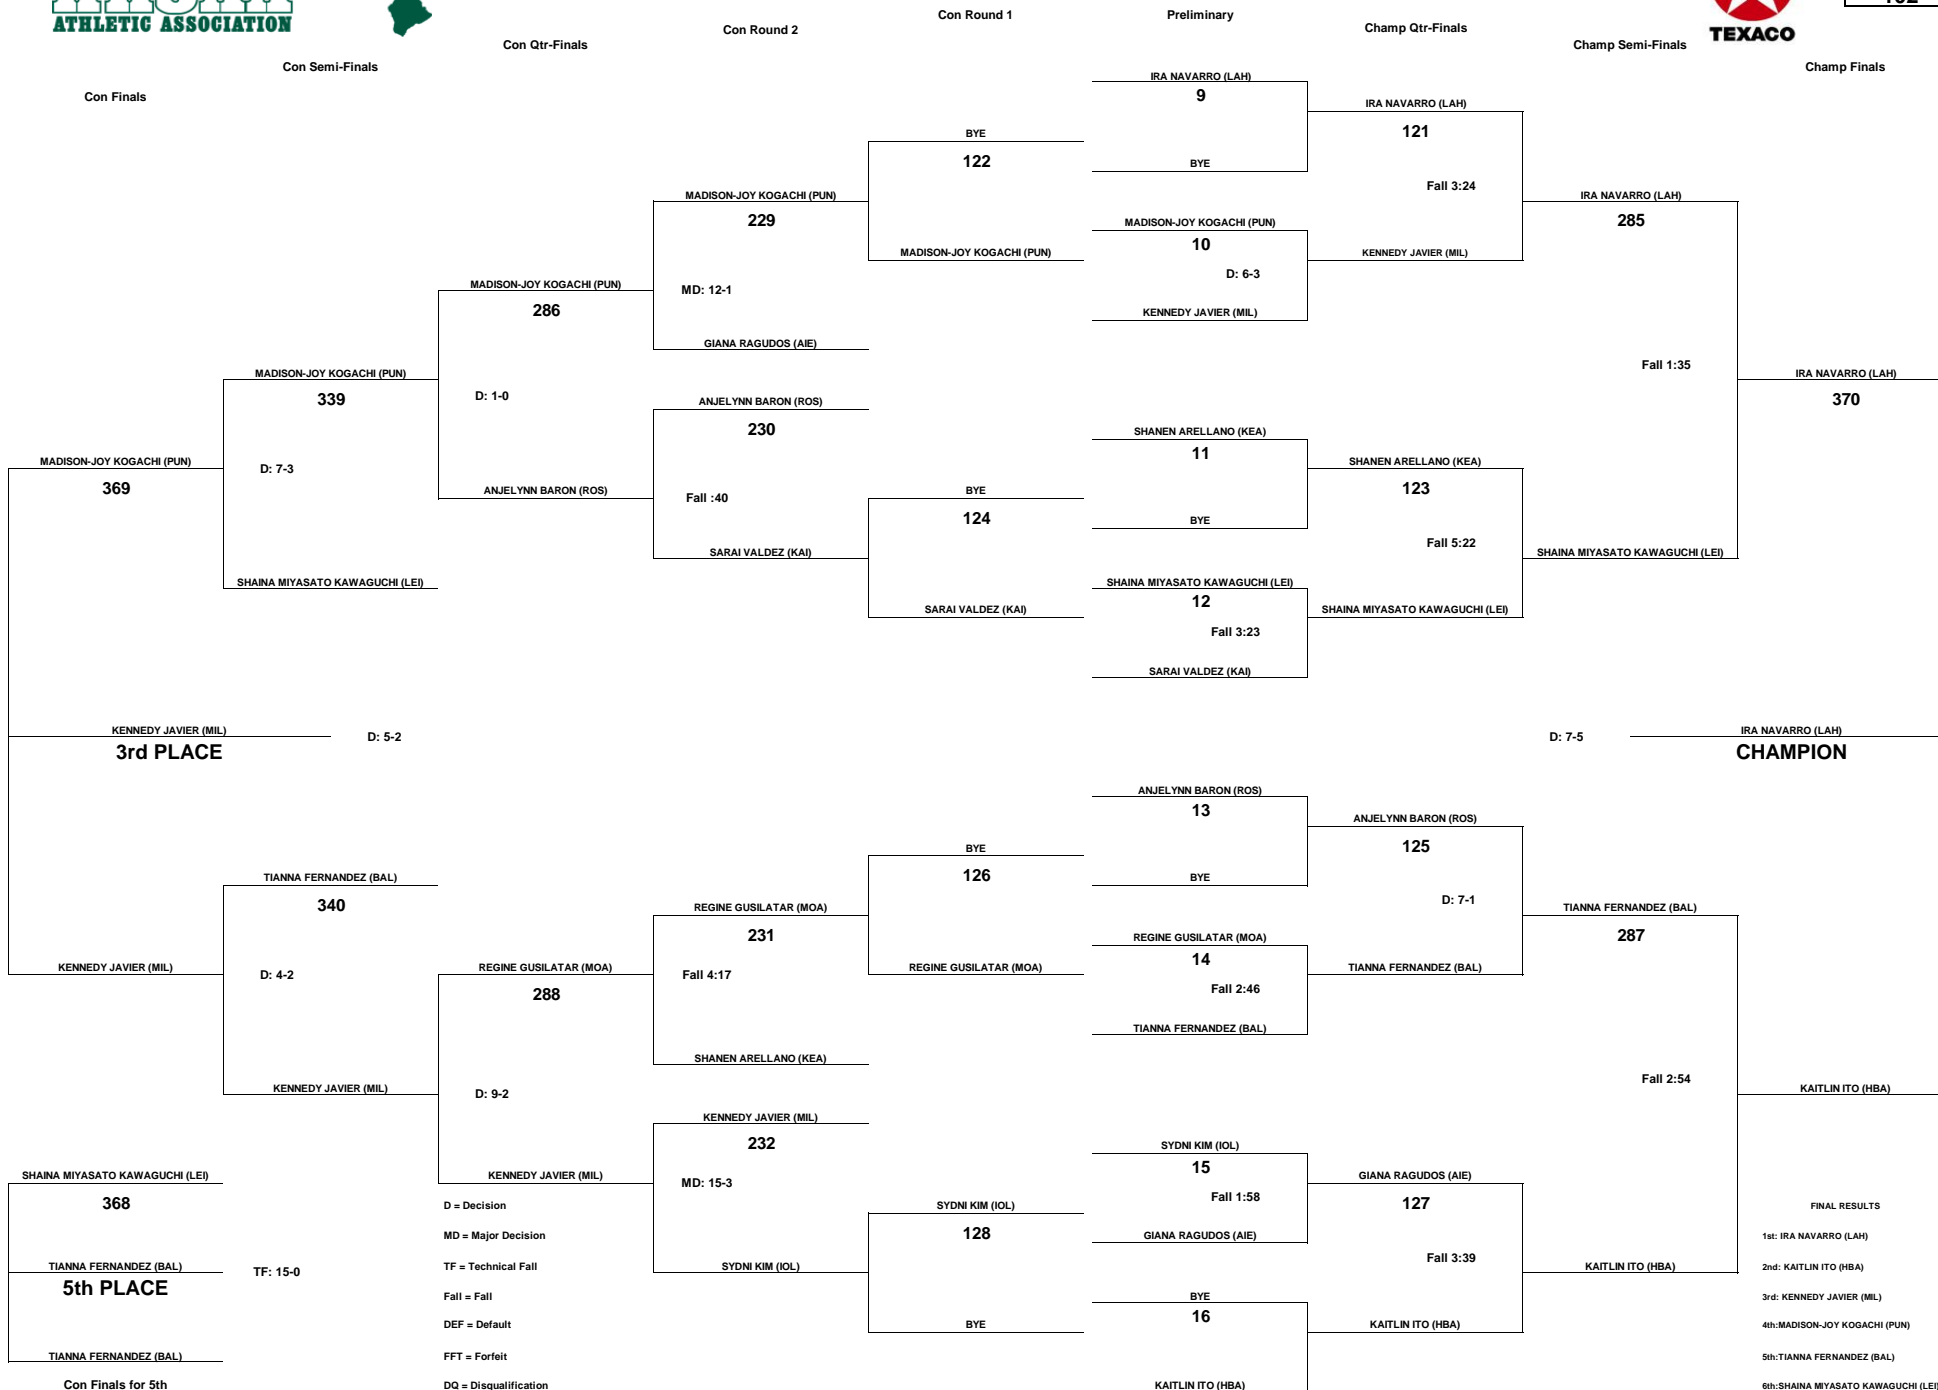 ATHLETIC ASSOCIATION
TEXACO
Con Finals
Con Semi-Finals
Con Qtr-Finals
Con Round 2
Con Round 1
Preliminary
Champ Qtr-Finals
Champ Semi-Finals
Champ Finals
MADISON-JOY KOGACHI (PUN)
369
KENNEDY JAVIER (MIL)
3rd PLACE
D: 5-2
KENNEDY JAVIER (MIL)
SHAINA MIYASATO KAWAGUCHI (LEI)
368
TIANNA FERNANDEZ (BAL)
5th PLACE
TF: 15-0
TIANNA FERNANDEZ (BAL)
Con Finals for 5th
MADISON-JOY KOGACHI (PUN)
339
D: 7-3
SHAINA MIYASATO KAWAGUCHI (LEI)
TIANNA FERNANDEZ (BAL)
340
D: 4-2
KENNEDY JAVIER (MIL)
MADISON-JOY KOGACHI (PUN)
286
D: 1-0
ANJELYNN BARON (ROS)
REGINE GUSILATAR (MOA)
288
D: 9-2
KENNEDY JAVIER (MIL)
D = Decision
MD = Major Decision
TF = Technical Fall
Fall = Fall
DEF = Default
FFT = Forfeit
DQ = Disqualification
MADISON-JOY KOGACHI (PUN)
229
MD: 12-1
GIANA RAGUDOS (AIE)
ANJELYNN BARON (ROS)
230
Fall :40
SARAI VALDEZ (KAI)
REGINE GUSILATAR (MOA)
231
Fall 4:17
SHANEN ARELLANO (KEA)
KENNEDY JAVIER (MIL)
232
MD: 15-3
SYDNI KIM (IOL)
BYE
122
MADISON-JOY KOGACHI (PUN)
BYE
124
SARAI VALDEZ (KAI)
BYE
126
REGINE GUSILATAR (MOA)
SYDNI KIM (IOL)
128
BYE
IRA NAVARRO (LAH)
9
BYE
MADISON-JOY KOGACHI (PUN)
10
D: 6-3
KENNEDY JAVIER (MIL)
SHANEN ARELLANO (KEA)
11
BYE
SHAINA MIYASATO KAWAGUCHI (LEI)
12
Fall 3:23
SARAI VALDEZ (KAI)
ANJELYNN BARON (ROS)
13
BYE
REGINE GUSILATAR (MOA)
14
Fall 2:46
TIANNA FERNANDEZ (BAL)
SYDNI KIM (IOL)
15
Fall 1:58
GIANA RAGUDOS (AIE)
BYE
16
KAITLIN ITO (HBA)
IRA NAVARRO (LAH)
121
Fall 3:24
KENNEDY JAVIER (MIL)
SHANEN ARELLANO (KEA)
123
Fall 5:22
SHAINA MIYASATO KAWAGUCHI (LEI)
ANJELYNN BARON (ROS)
125
D: 7-1
TIANNA FERNANDEZ (BAL)
GIANA RAGUDOS (AIE)
127
Fall 3:39
KAITLIN ITO (HBA)
IRA NAVARRO (LAH)
285
Fall 1:35
SHAINA MIYASATO KAWAGUCHI (LEI)
TIANNA FERNANDEZ (BAL)
287
Fall 2:54
KAITLIN ITO (HBA)
IRA NAVARRO (LAH)
370
D: 7-5
IRA NAVARRO (LAH)
CHAMPION
KAITLIN ITO (HBA)
FINAL RESULTS
1st: IRA NAVARRO (LAH)
2nd: KAITLIN ITO (HBA)
3rd: KENNEDY JAVIER (MIL)
4th:MADISON-JOY KOGACHI (PUN)
5th:TIANNA FERNANDEZ (BAL)
6th:SHAINA MIYASATO KAWAGUCHI (LEI)